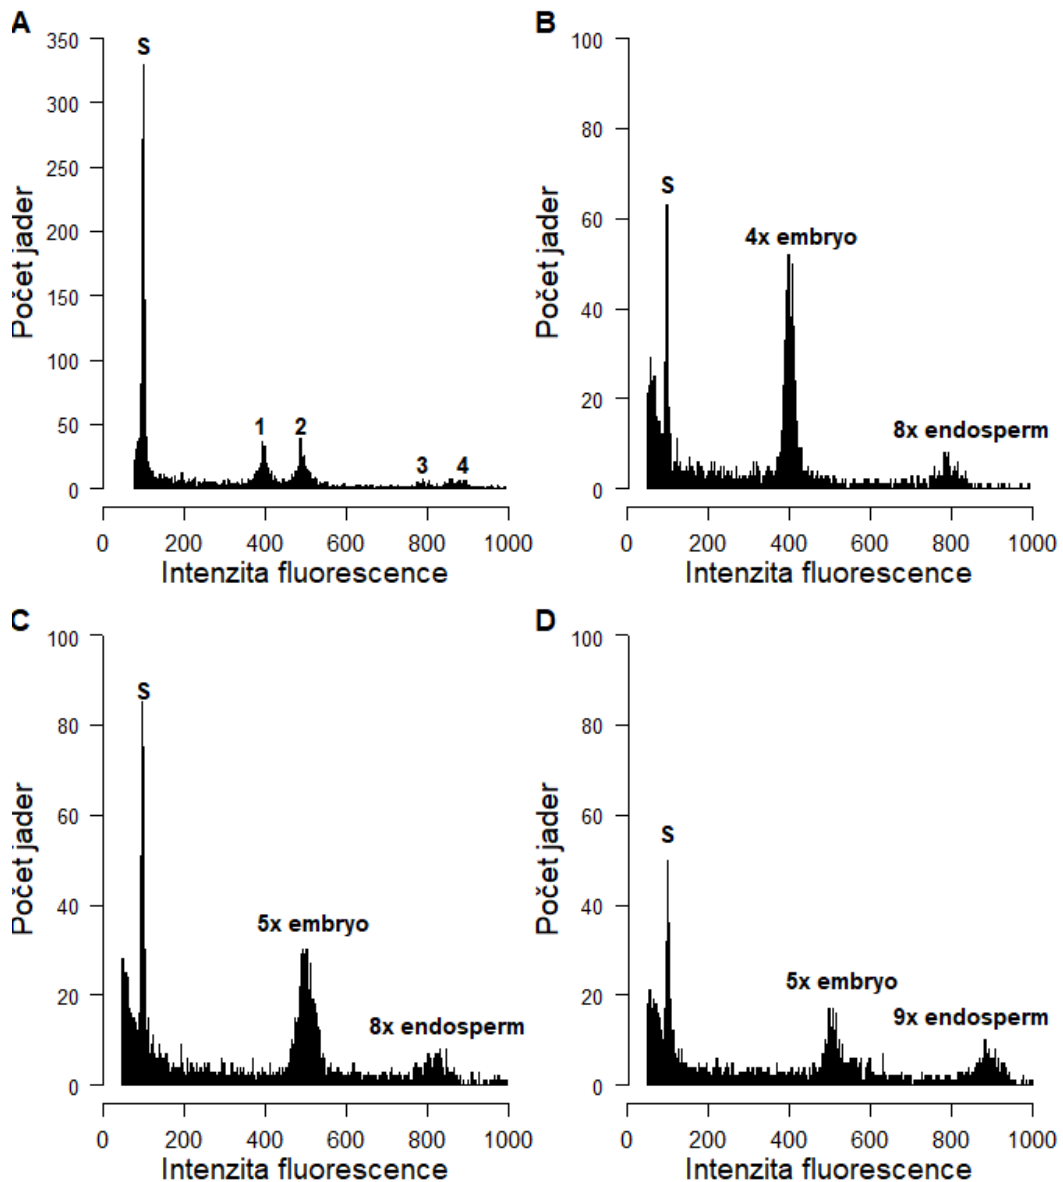 A
350
300
250
200
150
100
50
0
Počet jader
S
1
2
3
4
0 200 400 600 800 1000
Intenzita fluorescence
B
100
80
60
40
20
0
Počet jader
S
4x embryo
8x endosperm
0 200 400 600 800 1000
Intenzita fluorescence
C
100
80
60
40
20
0
Počet jader
S
5x embryo
8x endosperm
0 200 400 600 800 1000
Intenzita fluorescence
D
100
80
60
40
20
0
Počet jader
S
5x embryo
9x endosperm
0 200 400 600 800 1000
Intenzita fluorescence